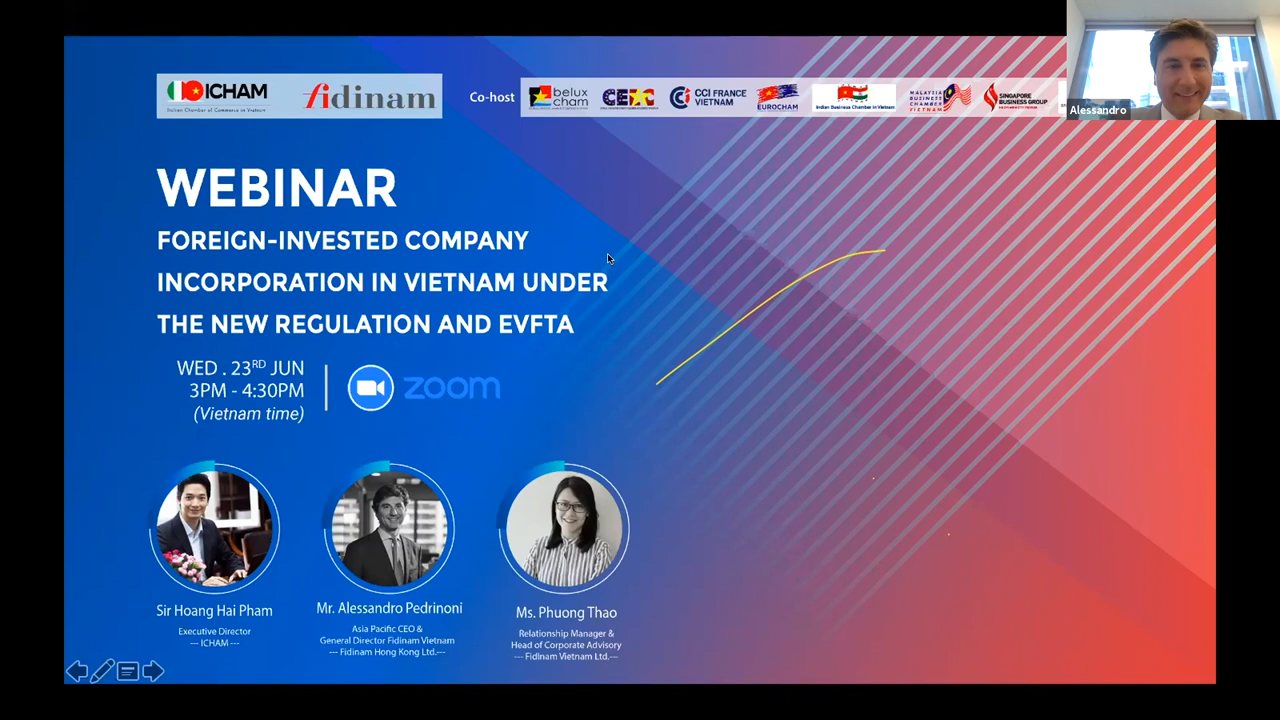 ICHAM
Italian Chamber of Commerce in Vietnam
fidinam
Co-host
belux
cham
CCI FRANCE
VIETNAM
EUROCHAM
Indian Business Chamber in Vietnam
MALAYSIA
BUSINESS
CHAMBER
VIETNAM
SINGAPORE
BUSINESS GROUP
Alessandro
WEBINAR
FOREIGN-INVESTED COMPANY
INCORPORATION IN VIETNAM UNDER
THE NEW REGULATION AND EVFTA
WED . 23RD JUN
3PM - 4:30PM
(Vietnam time)
zoom
Sir Hoang Hai Pham
Executive Director
--- ICHAM ---
Mr. Alessandro Pedrinoni
Asia Pacific CEO &
General Director Fidinam Vietnam
--- Fidinam Hong Kong Ltd.---
Ms. Phuong Thao
Relationship Manager &
Head of Corporate Advisory
--- Fidinam Vietnam Ltd.---